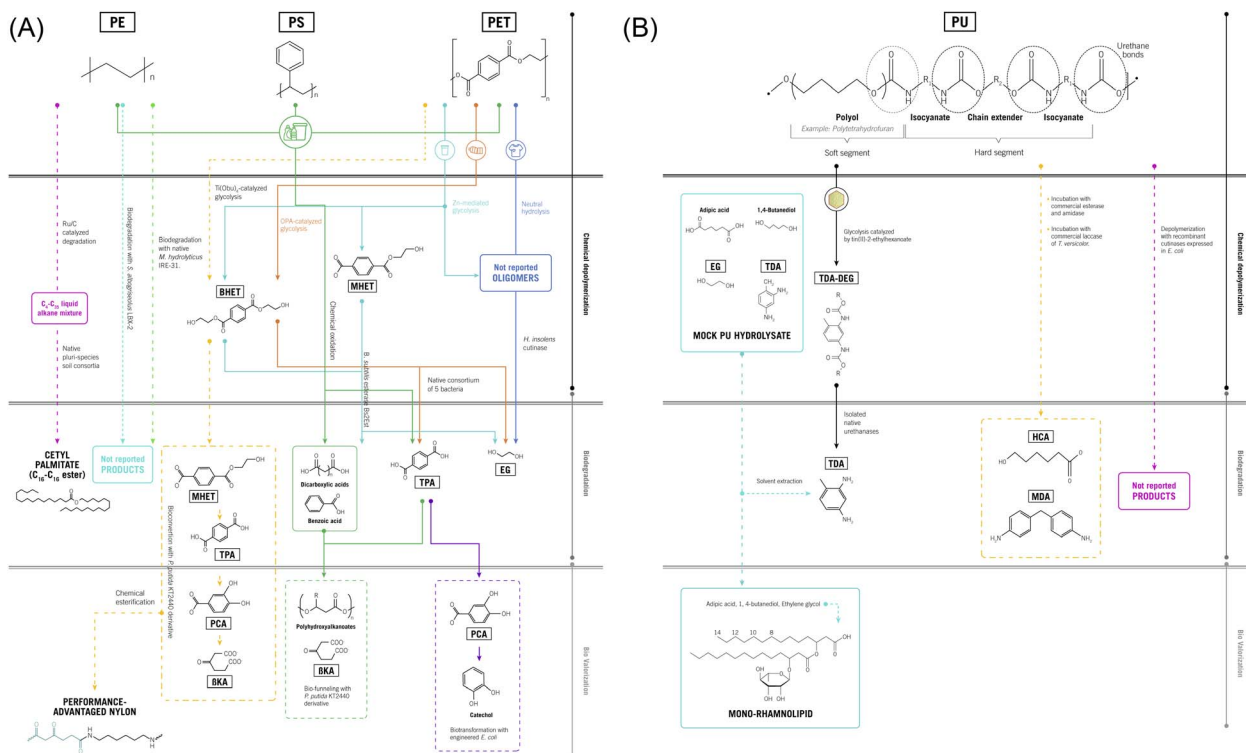 (A)
PE
PS
PET
n
n
n
Ru/C
catalyzed
degradation
Biodegradation with S. albogriseolus LBX-2
Biodegradation
with native
M. hydrolyticus
IRE-31.
Ti(Obu)4-catalyzed
glycolysis
DPA-catalyzed
glycolysis
Zn-mediated
glycolysis
Neutral
hydrolysis
Not reported
OLIGOMERS
MHET
BHET
Chemical oxidation
B. subtilis esterase Bs2Est
H. insolens
cutinase
Native consortium
of 5 bacteria
liquid
alkane mixture
Native
pluri-species
soil consortia
Chemical depolymerization
CETYL
PALMITATE
(C16-C16 ester)
Not reported
PRODUCTS
MHET
TPA
PCA
ßKA
Bioconvertion with P. putida KT2440
derivative
Dicarboxylic acids
Benzoic acid
TPA
EG
Biodegradation
Chemical
esterification
PERFORMANCE-
ADVANTAGED NYLON
Polyhydroxyalkanoates
ßKA
Bio-funneling with
P. putida KT2440
derivative
PCA
Catechol
Biotransformation with
engineered E. coli
Bio Valorization
(B)
PU
Urethane
bonds
Polyol
Isocyanate
Chain extender
Isocyanate
Example: Polytetrahydrofuran
Soft segment
Hard segment
Adipic acid
1,4-Butanediol
EG
TDA
MOCK PU HYDROLYSATE
Glycolysis catalyzed
by tin(II)-2-ethylhexanoate
TDA-DEG
Incubation with
commercial esterase
and amidase
Incubation with
commercial laccase
of T. versicolor.
Depolymerization
with recombinant
cutinases expressed
in E. coli
Chemical depolymerization
Isolated
native
urethanases
TDA
Solvent extraction
HCA
MDA
Not reported
PRODUCTS
Biodegradation
Adipic acid, 1, 4-butanediol, Ethylene glycol
14 12 10 8
MONO-RHAMNOLIPID
Bio Valorization